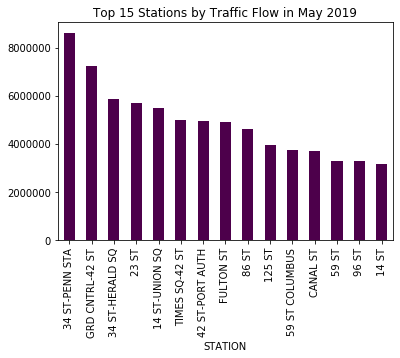 Top 15 Stations by Traffic Flow in May 2019
8000000
6000000
4000000
2000000
0
34 ST-PENN STA
GRD CNTRL-42 ST
34 ST-HERALD SQ
23 ST
14 ST-UNION SQ
TIMES SQ-42 ST
42 ST-PORT AUTH
FULTON ST
86 ST
125 ST
59 ST COLUMBUS
CANAL ST
59 ST
96 ST
14 ST
STATION